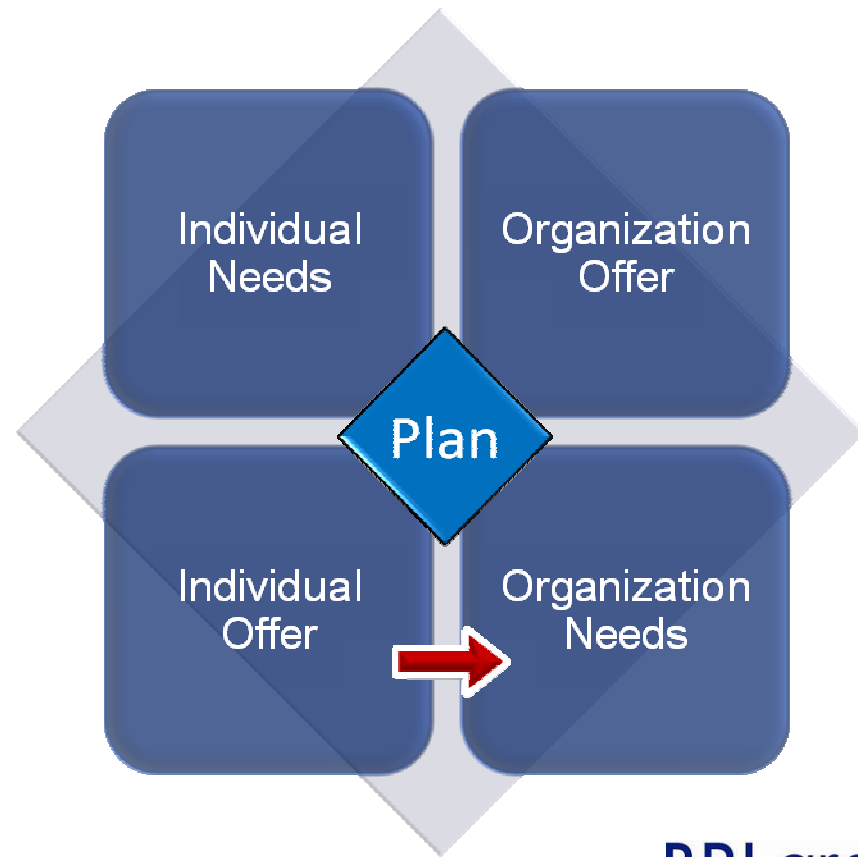 Individual
Needs
Organization
Offer
Plan
Individual
Offer
Organization
Needs